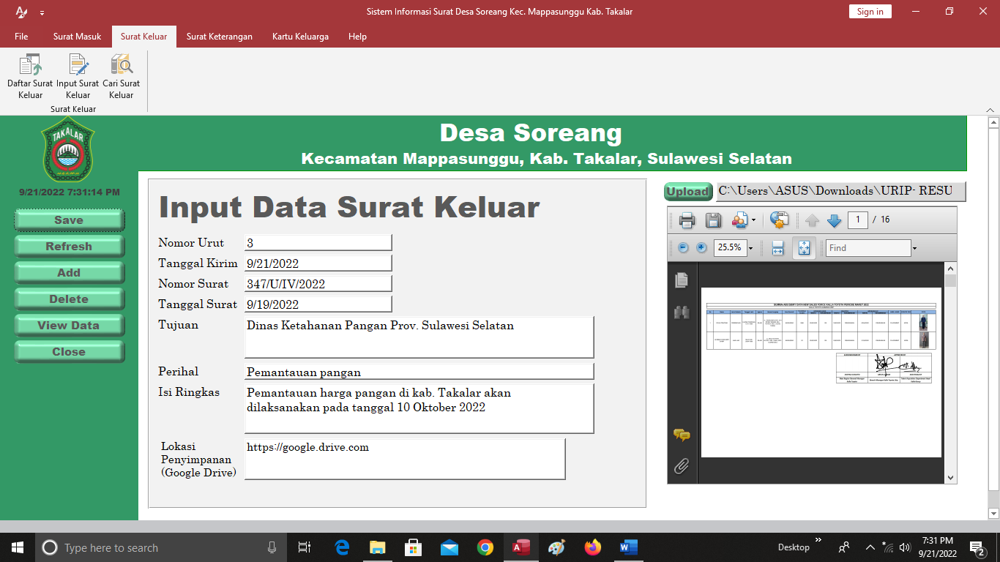 Sistem Informasi Surat Desa Soreang Kec. Mappasunggu Kab. Takalar
Sign in
File
Surat Masuk
Surat Keluar
Surat Keterangan
Kartu Keluarga
Help
Daftar Surat Keluar
Input Surat Keluar
Cari Surat Keluar
Surat Keluar
TAKALAR
Desa Soreang
Kecamatan Mappasunggu, Kab. Takalar, Sulawesi Selatan
9/21/2022 7:31:14 PM
Save
Refresh
Add
Delete
View Data
Close
Input Data Surat Keluar
Nomor Urut 3
Tanggal Kirim 9/21/2022
Nomor Surat 347/U/IV/2022
Tanggal Surat 9/19/2022
Tujuan Dinas Ketahanan Pangan Prov. Sulawesi Selatan
Perihal Pemantauan pangan
Isi Ringkas Pemantauan harga pangan di kab. Takalar akan
dilaksanakan pada tanggal 10 Oktober 2022
Lokasi https://google.drive.com
Penyimpanan
(Google Drive)
Upload C:\Users\ASUS\Downloads\URIP- RESU
1 / 16
25.5% Find
Type here to search
Desktop
7:31 PM
9/21/2022
2